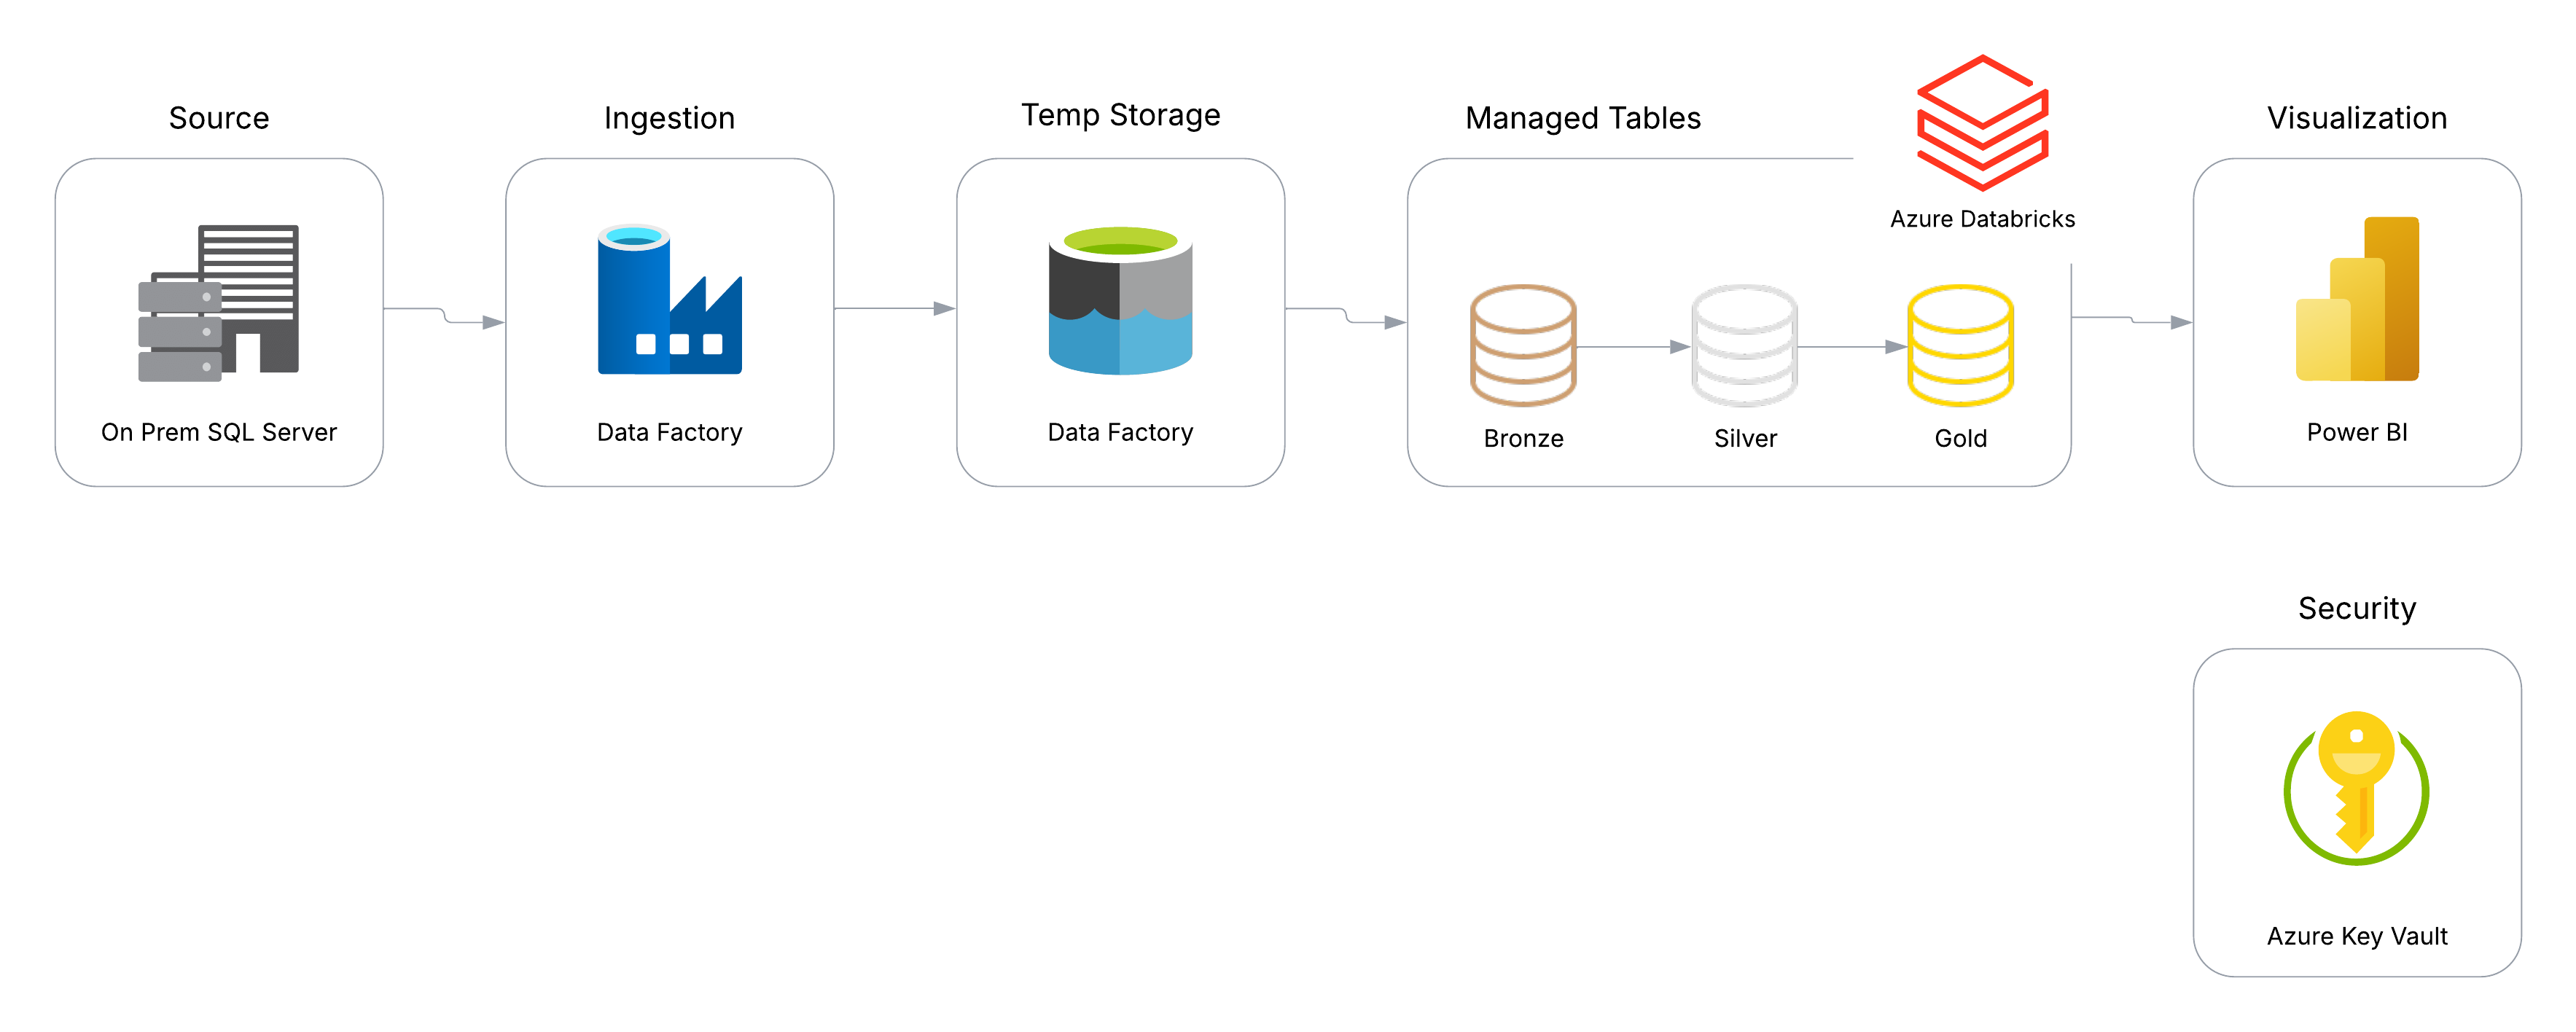 Source
Ingestion
Temp Storage
Managed Tables
Visualization
Azure Databricks
On Prem SQL Server
Data Factory
Data Factory
Bronze
Silver
Gold
Power BI
Security
Azure Key Vault